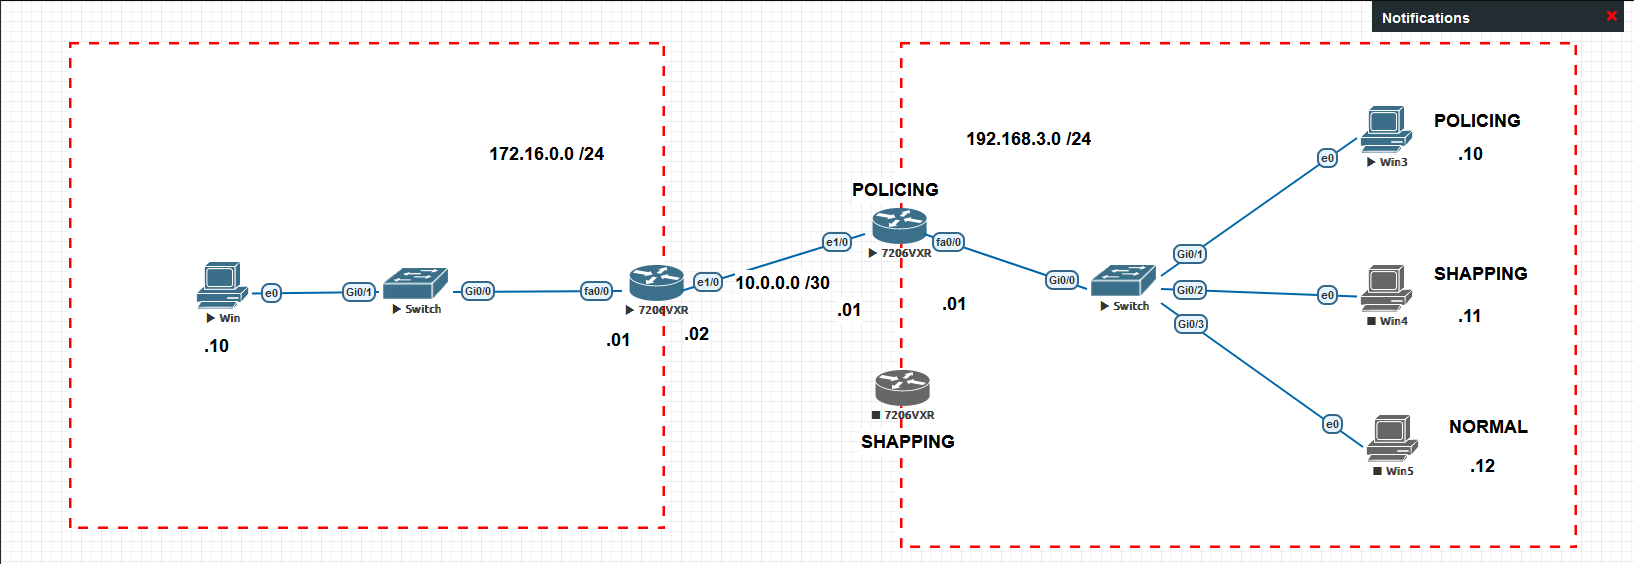 Notifications
172.16.0.0 /24
192.168.3.0 /24
POLICING
.10
Win3
e0
POLICING
7206VXR
e1/0
fa0/0
Gi0/1
SHAPPING
.11
Win4
e0
Gi0/0
Switch
Gi0/2
Gi0/3
Win
.10
e0
Gi0/1
Switch
Gi0/0
fa0/0
7206VXR
e1/0
.01
.02
10.0.0.0 /30
.01
.01
7206VXR
SHAPPING
e0
NORMAL
.12
Win5